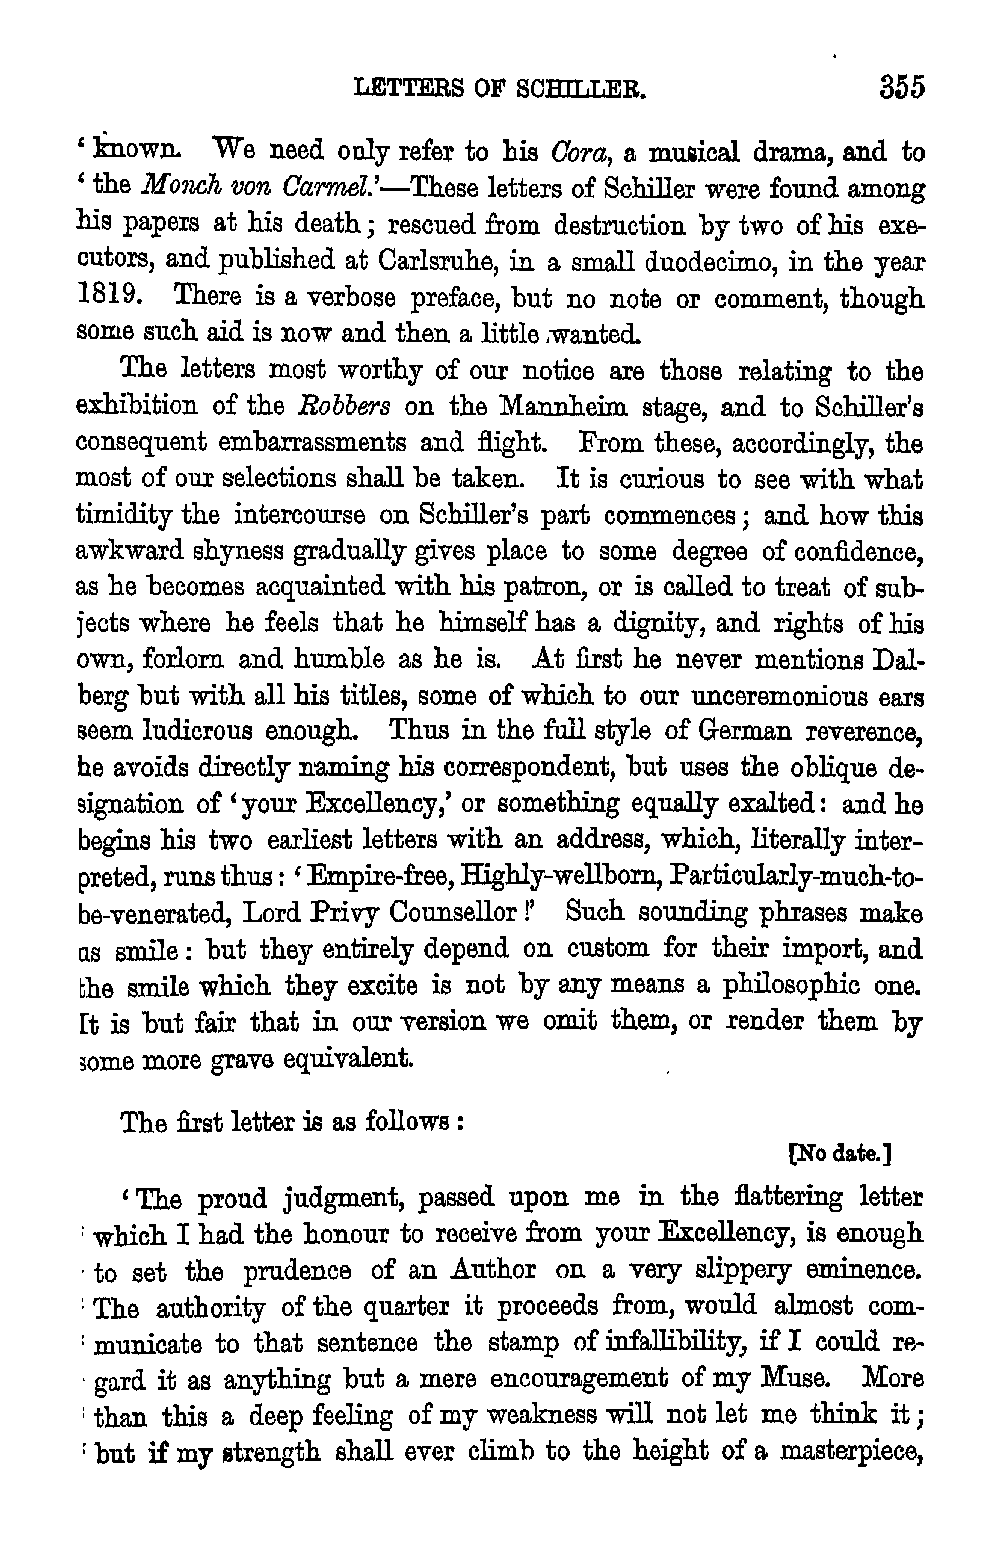 LETTERS OF SCHILLER. 355
‘ known. We need only refer to his Cora, a musical drama, and to
‘ the Monch von Carmel.’—These letters of Schiller were found among
his papers at his death; rescued from destruction by two of his exe-
cutors, and published at Carlsruhe, in a small duodecimo, in the year
1819. There is a verbose preface, but no note or comment, though
some such aid is now and then a little wanted.
The letters most worthy of our notice are those relating to the
exhibition of the Robbers on the Mannheim stage, and to Schiller’s
consequent embarrassments and flight. From these, accordingly, the
most of our selections shall be taken. It is curious to see with what
timidity the intercourse on Schiller’s part commences; and how this
awkward shyness gradually gives place to some degree of confidence,
as he becomes acquainted with his patron, or is called to treat of sub-
jects where he feels that he himself has a dignity, and rights of his
own, forlorn and humble as he is. At first he never mentions Dal-
berg but with all his titles, some of which to our unceremonious ears
seem ludicrous enough. Thus in the full style of German reverence,
he avoids directly naming his correspondent, but uses the oblique de-
signation of ‘your Excellency,’ or something equally exalted: and he
begins his two earliest letters with an address, which, literally inter-
preted, runs thus: ‘Empire-free, Highly-wellborn, Particularly-much-to-
be-venerated, Lord Privy Counsellor!’ Such sounding phrases make
us smile: but they entirely depend on custom for their import, and
the smile which they excite is not by any means a philosophic one.
It is but fair that in our version we omit them, or render them by
some more grave equivalent.
The first letter is as follows:
[No date.]
‘The proud judgment, passed upon me in the flattering letter
‘ which I had the honour to receive from your Excellency, is enough
‘ to set the prudence of an Author on a very slippery eminence.
‘ The authority of the quarter it proceeds from, would almost com-
‘ municate to that sentence the stamp of infallibility, if I could re-
‘ gard it as anything but a mere encouragement of my Muse. More
‘ than this a deep feeling of my weakness will not let me think it;
‘ but if my strength shall ever climb to the height of a masterpiece,